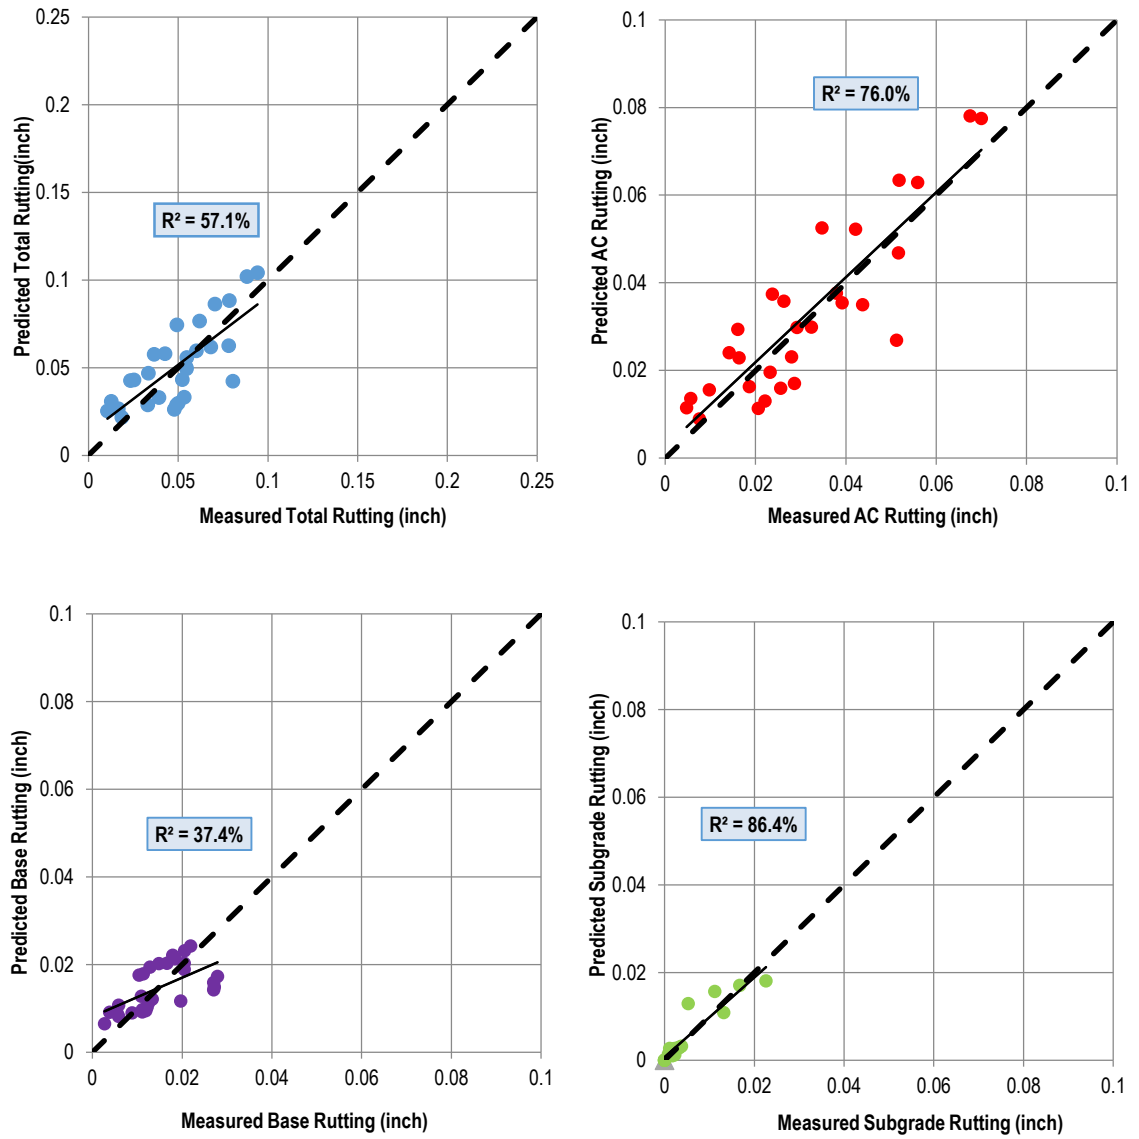 Predicted Total Rutting(inch)
0.25
0.2
0.15
0.1
0.05
0
R² = 57.1%
0 0.05 0.1 0.15 0.2 0.25
Measured Total Rutting (inch)
Predicted AC Rutting (inch)
0.1
0.08
0.06
0.04
0.02
0
R² = 76.0%
0 0.02 0.04 0.06 0.08 0.1
Measured AC Rutting (inch)
Predicted Base Rutting (inch)
0.1
0.08
0.06
0.04
0.02
0
R² = 37.4%
0 0.02 0.04 0.06 0.08 0.1
Measured Base Rutting (inch)
Predicted Subgrade Rutting (inch)
0.1
0.08
0.06
0.04
0.02
0
R² = 86.4%
0 0.02 0.04 0.06 0.08 0.1
Measured Subgrade Rutting (inch)